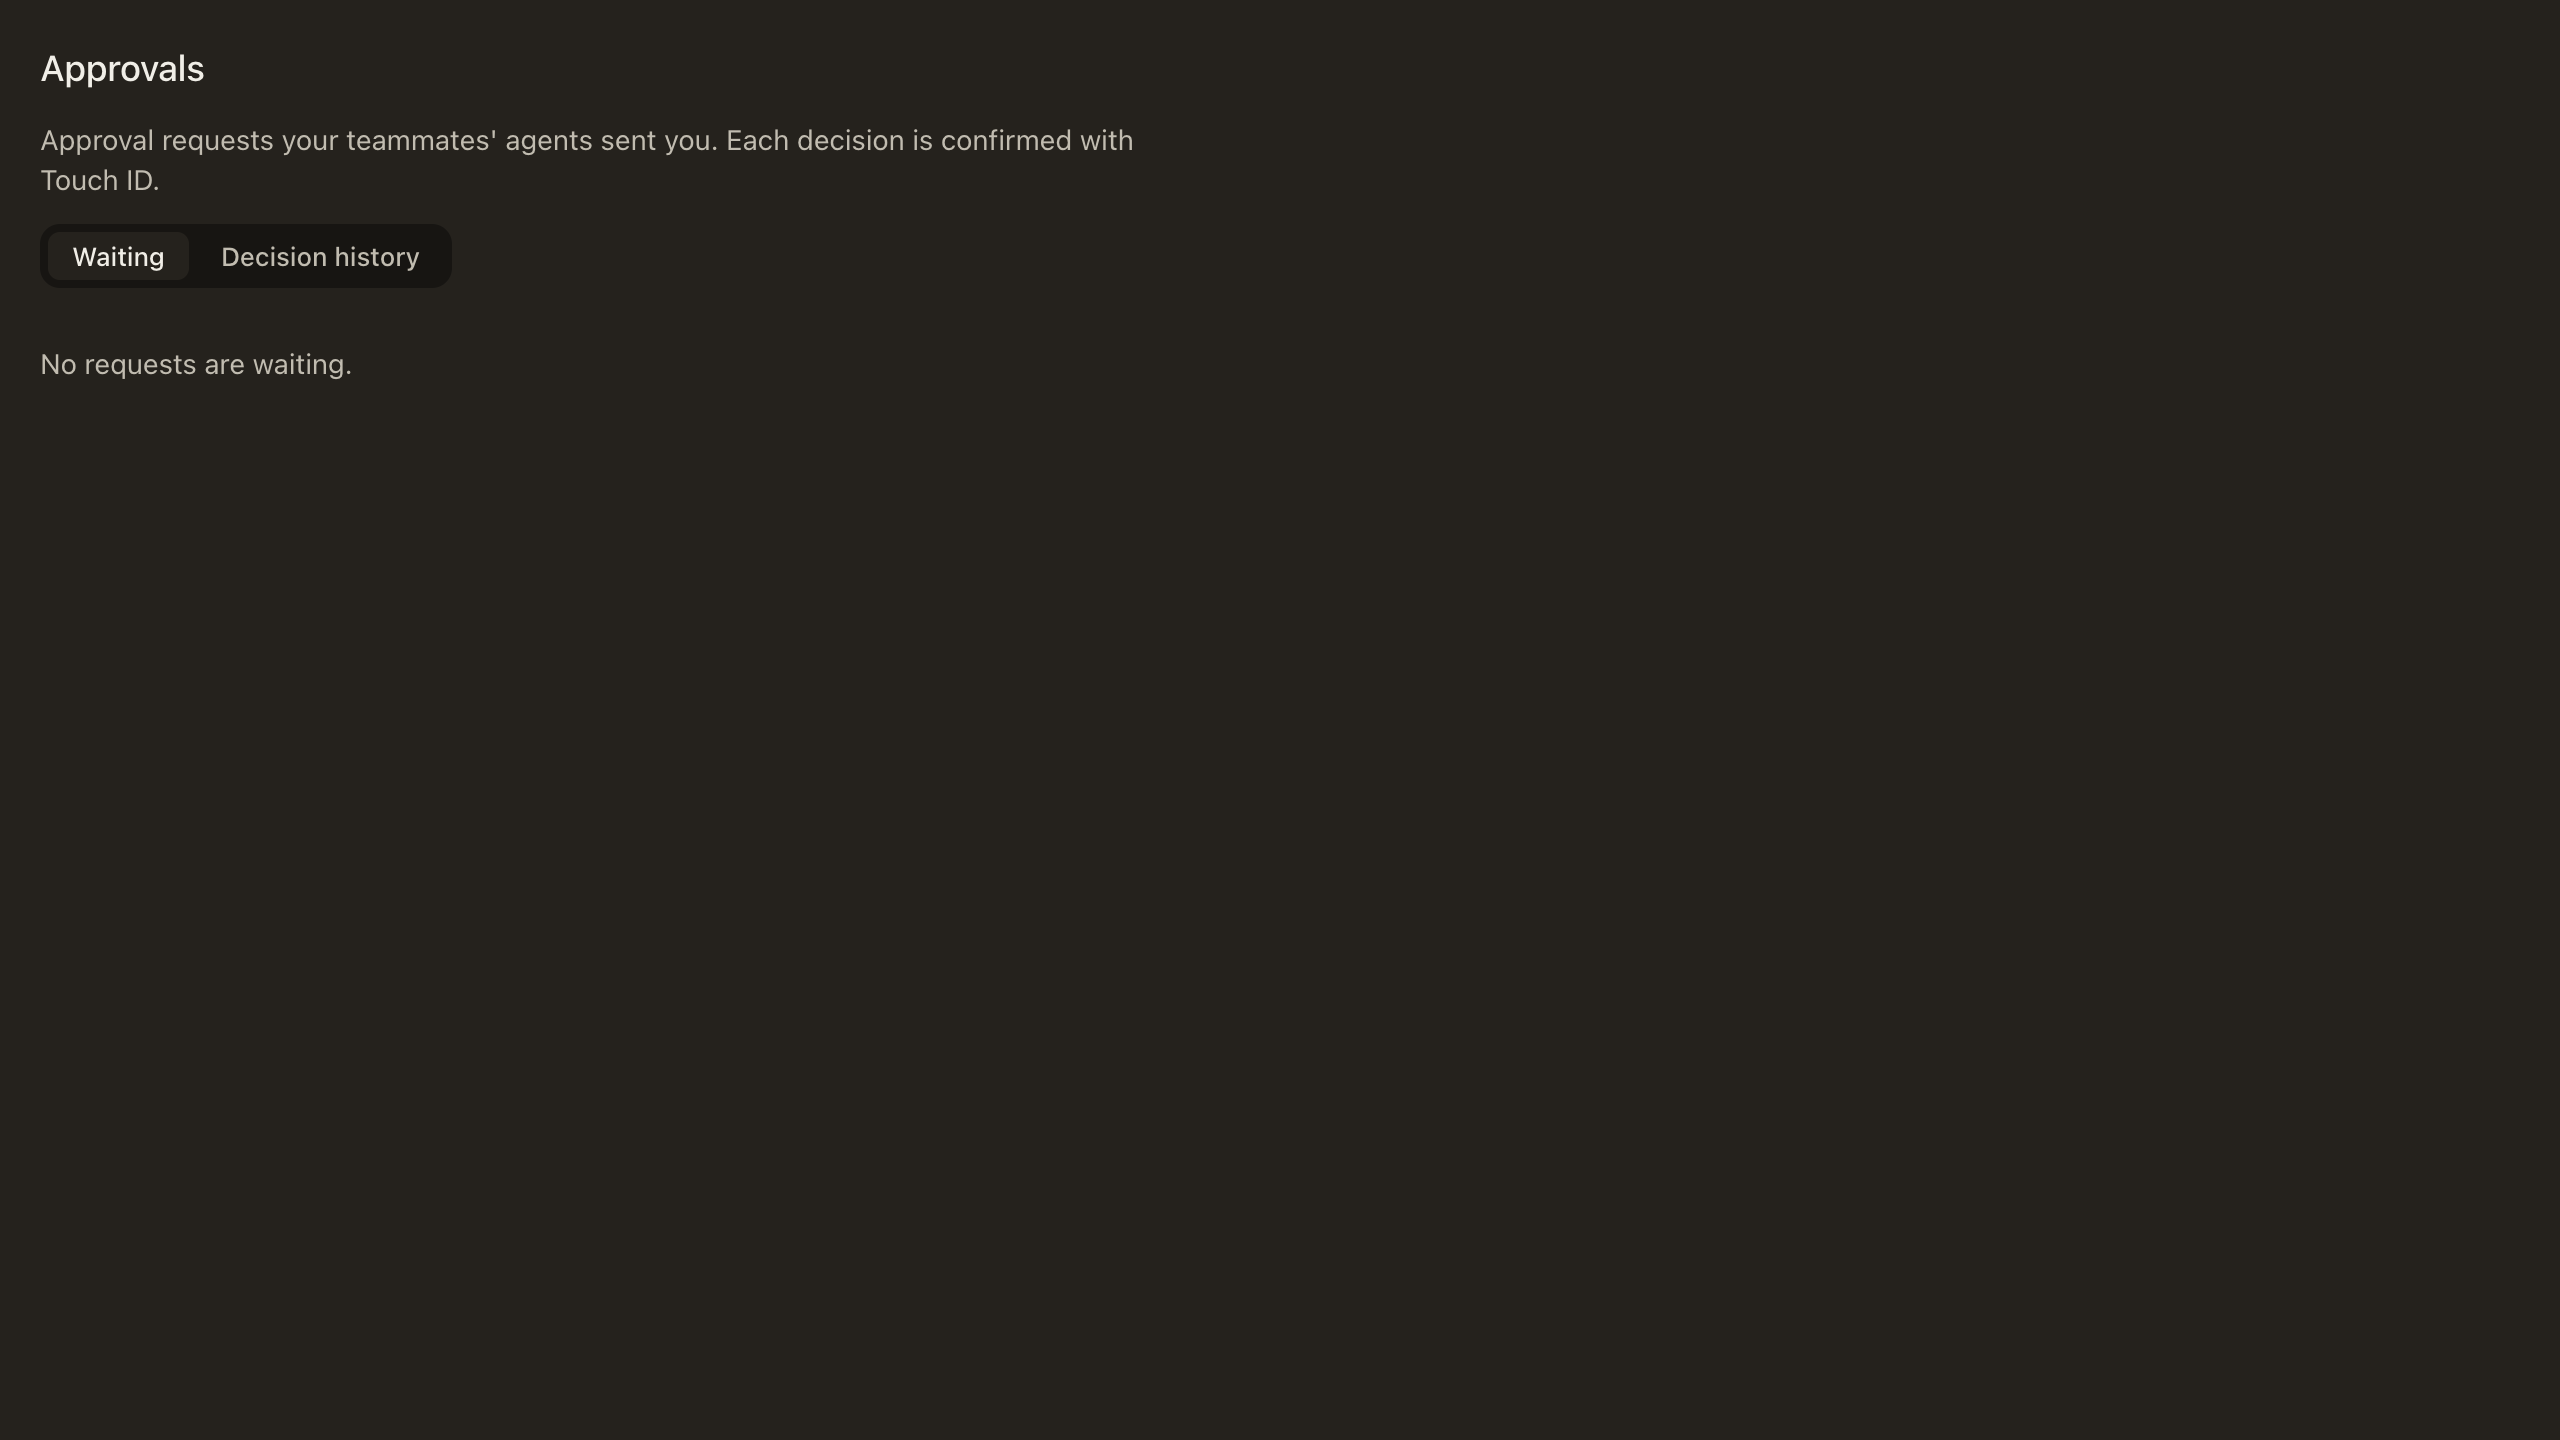 Approvals
Approval requests your teammates' agents sent you. Each decision is confirmed with
Touch ID.
Waiting
Decision history
No requests are waiting.